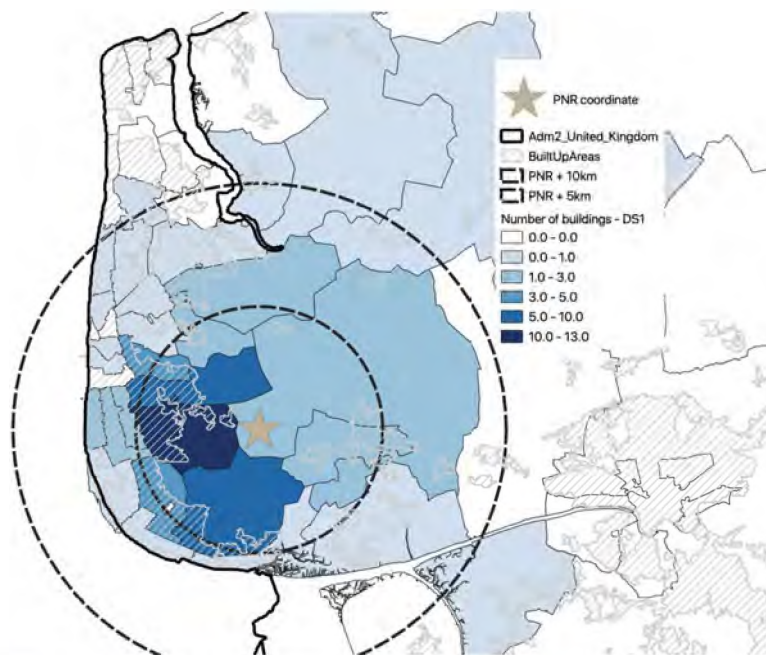 PNR coordinate
Adm2_United_Kingdom
BuiltUpAreas
PNR + 10km
PNR + 5km
Number of buildings - DS1
0.0 - 0.0
0.0 - 1.0
1.0 - 3.0
3.0 - 5.0
5.0 - 10.0
10.0 - 13.0